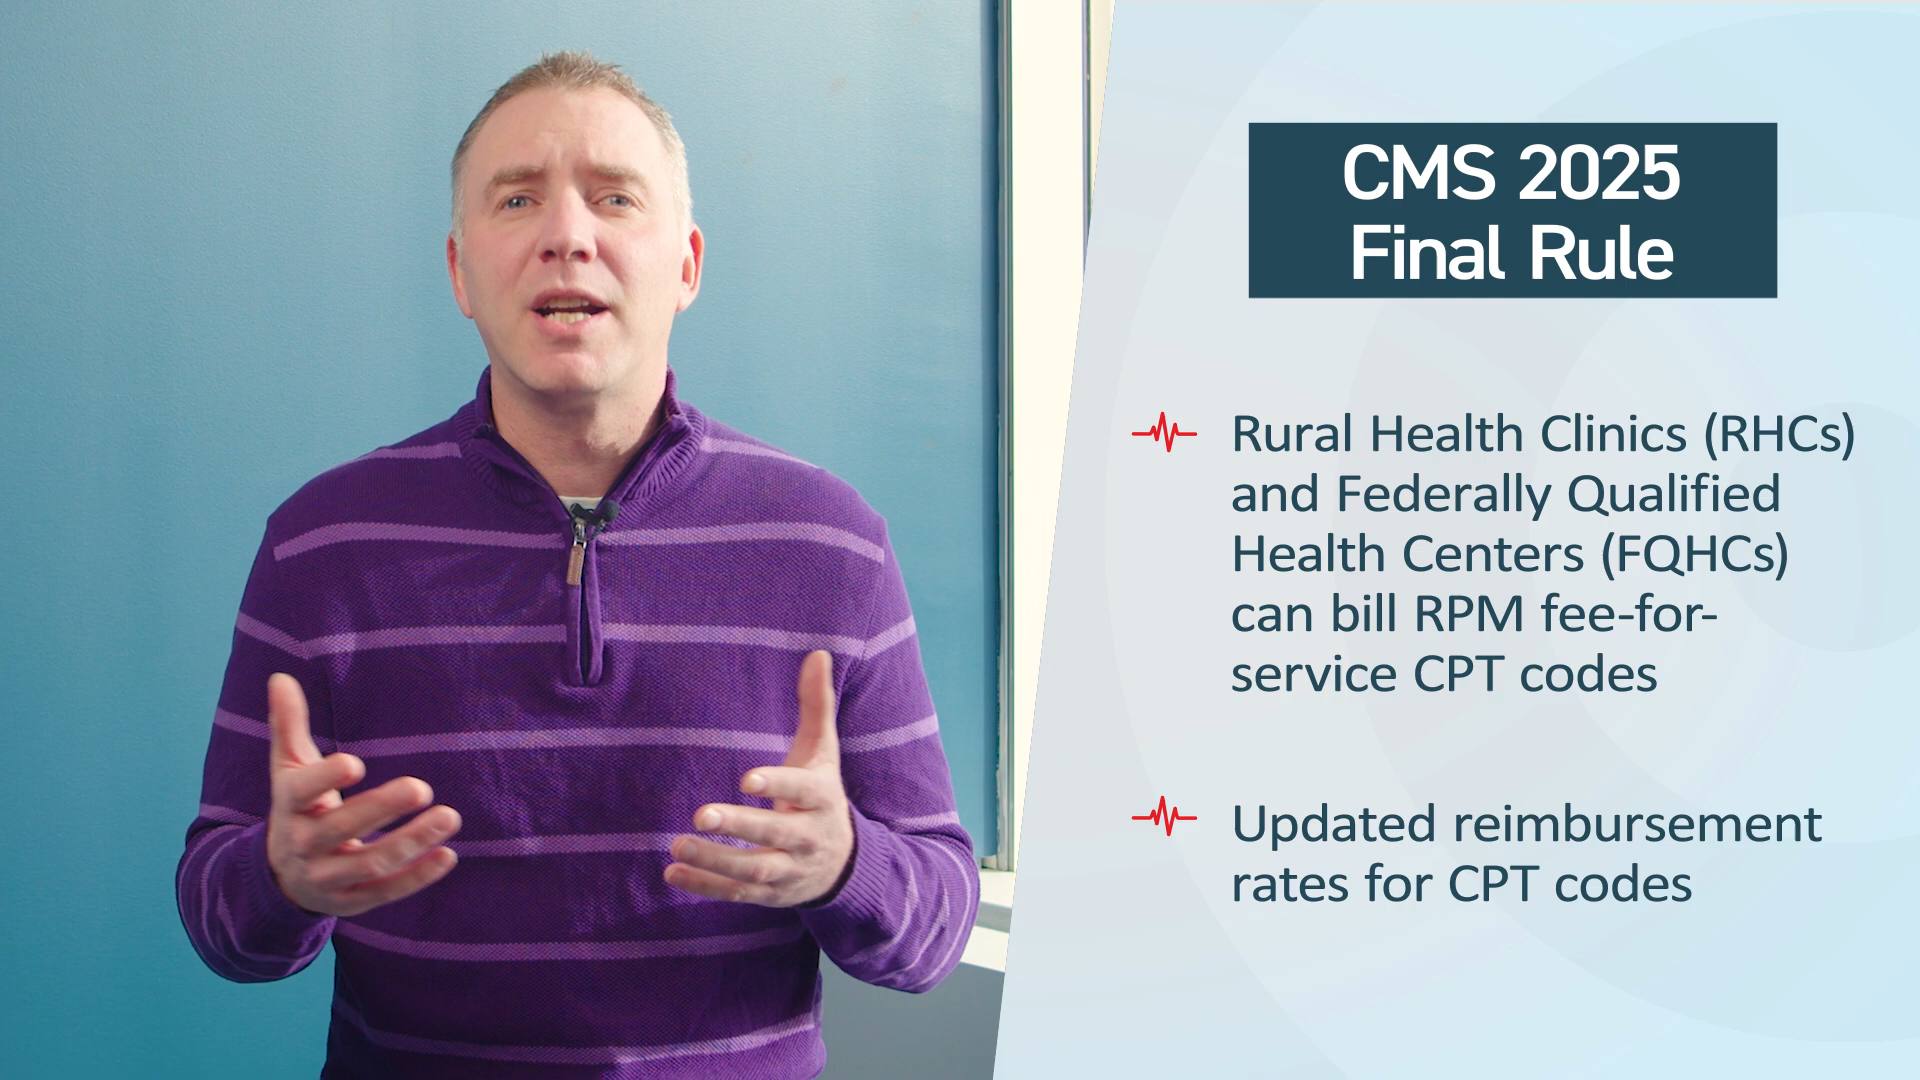 CMS 2025
Final Rule
Rural Health Clinics (RHCs)
and Federally Qualified
Health Centers (FQHCs)
can bill RPM fee-for-
service CPT codes
Updated reimbursement
rates for CPT codes